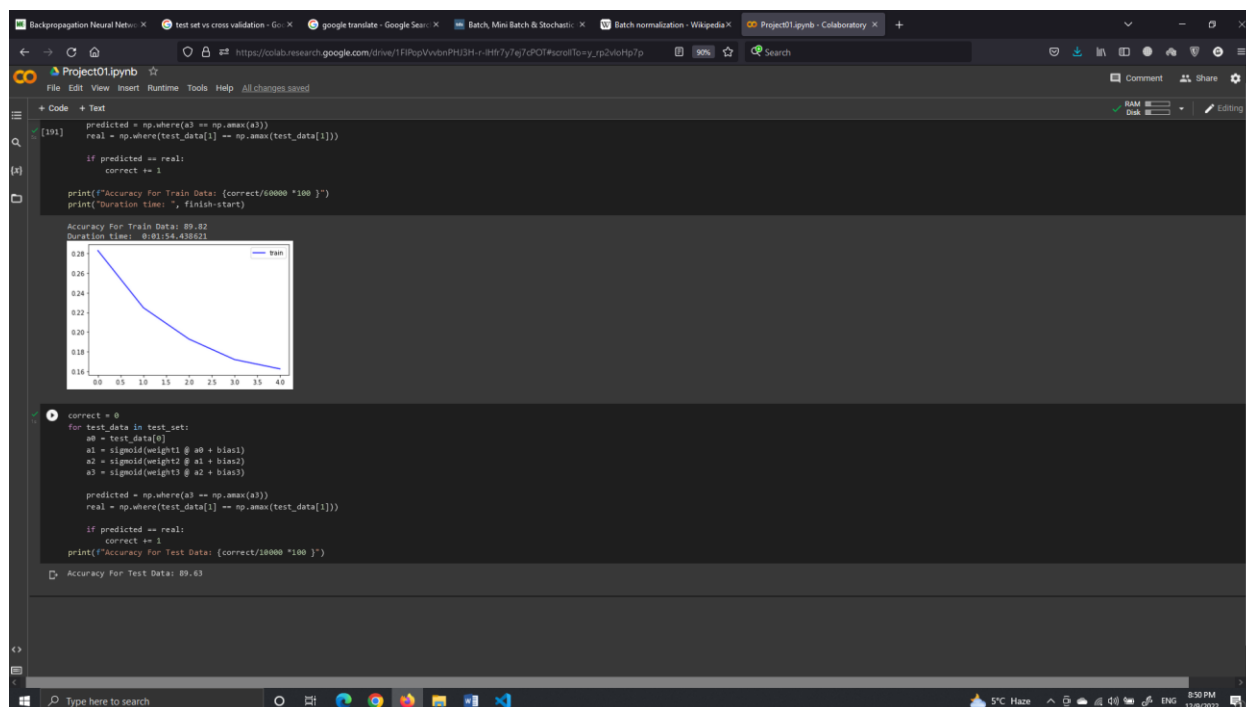 Backpropagation Neural Netwo
test set vs cross validation - Go
google translate - Google Searc
Batch, Mini Batch & Stochastic
Batch normalization - Wikipedia
Project01.ipynb - Colaboratory
https://colab.research.google.com/drive/1FIPopVvvbnPHJ3H-r-lHfr7y7ej7cPOT#scrollTo=y_rp2vloHp7p
90%
Search
CO Project01.ipynb
Comment Share
File Edit View Insert Runtime Tools Help All changes saved
+ Code + Text
RAM
Disk
Editing
predicted = np.where(a3 == np.amax(a3))
[191] real = np.where(test_data[1] == np.amax(test_data[1]))
if predicted == real:
correct += 1
print(f"Accuracy For Train Data: {correct/60000 *100 }")
print("Duration time: ", finish-start)
Accuracy For Train Data: 89.82
Duration time: 0:01:54.438621
train
0.28
0.26
0.24
0.22
0.20
0.18
0.16
0.0 0.5 1.0 1.5 2.0 2.5 3.0 3.5 4.0
correct = 0
for test_data in test_set:
a0 = test_data[0]
a1 = sigmoid(weight1 @ a0 + bias1)
a2 = sigmoid(weight2 @ a1 + bias2)
a3 = sigmoid(weight3 @ a2 + bias3)
predicted = np.where(a3 == np.amax(a3))
real = np.where(test_data[1] == np.amax(test_data[1]))
if predicted == real:
correct += 1
print(f"Accuracy For Test Data: {correct/10000 *100 }")
Accuracy For Test Data: 89.63
Type here to search
5°C Haze
ENG
8:50 PM
12/9/2022